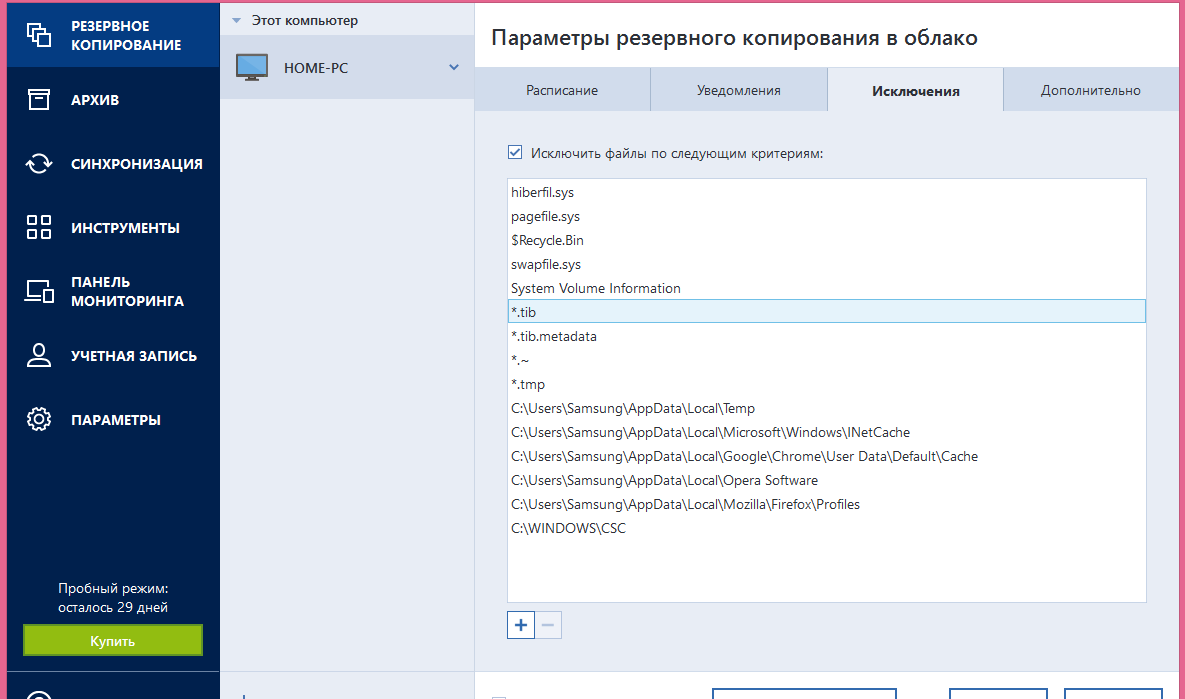 РЕЗЕРВНОЕ
КОПИРОВАНИЕ
АРХИВ
СИНХРОНИЗАЦИЯ
ИНСТРУМЕНТЫ
ПАНЕЛЬ
МОНИТОРИНГА
УЧЕТНАЯ ЗАПИСЬ
ПАРАМЕТРЫ
Пробный режим:
осталось 29 дней
Купить
Этот компьютер
HOME-PC
Параметры резервного копирования в облако
Расписание
Уведомления
Исключения
Дополнительно
Исключить файлы по следующим критериям:
hiberfil.sys
pagefile.sys
$Recycle.Bin
swapfile.sys
System Volume Information
*.tib
*.tib.metadata
*.~
*.tmp
C:\Users\Samsung\AppData\Local\Temp
C:\Users\Samsung\AppData\Local\Microsoft\Windows\INetCache
C:\Users\Samsung\AppData\Local\Google\Chrome\User Data\Default\Cache
C:\Users\Samsung\AppData\Local\Opera Software
C:\Users\Samsung\AppData\Local\Mozilla\Firefox\Profiles
C:\WINDOWS\CSC